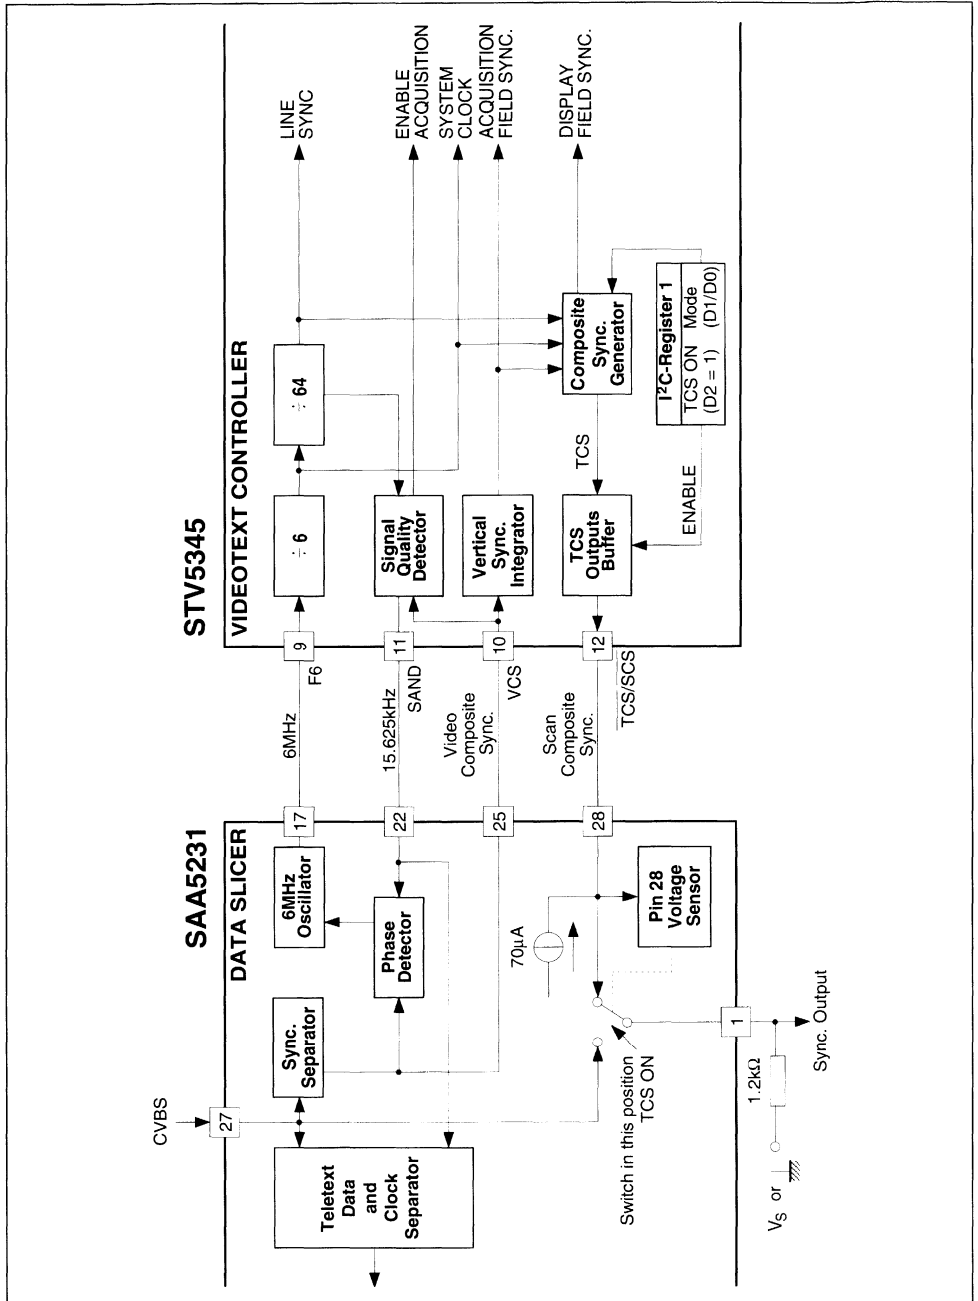 SAA5231
DATA SLICER
CVBS
27
Teletext
Data
and
Clock
Separator
Sync.
Separator
6MHz
Oscillator
Phase
Detector
17
22
25
28
70µA
Pin 28
Voltage
Sensor
Switch in this position
TCS ON
1
Sync. Output
1.2kΩ
VS or
6MHz
15.625kHz
Video
Composite
Sync.
Scan
Composite
Sync.
STV5345
VIDEOTEXT CONTROLLER
9
F6
11
SAND
10
VCS
12
TCS/SCS
÷ 6
÷ 64
Signal
Quality
Detector
Vertical
Sync.
Integrator
TCS
Outputs
Buffer
TCS
Composite
Sync.
Generator
ENABLE
I²C-Register 1
TCS ON Mode
(D2 = 1) (D1/D0)
LINE
SYNC
ENABLE
ACQUISITION
SYSTEM
CLOCK
ACQUISITION
FIELD SYNC.
DISPLAY
FIELD SYNC.